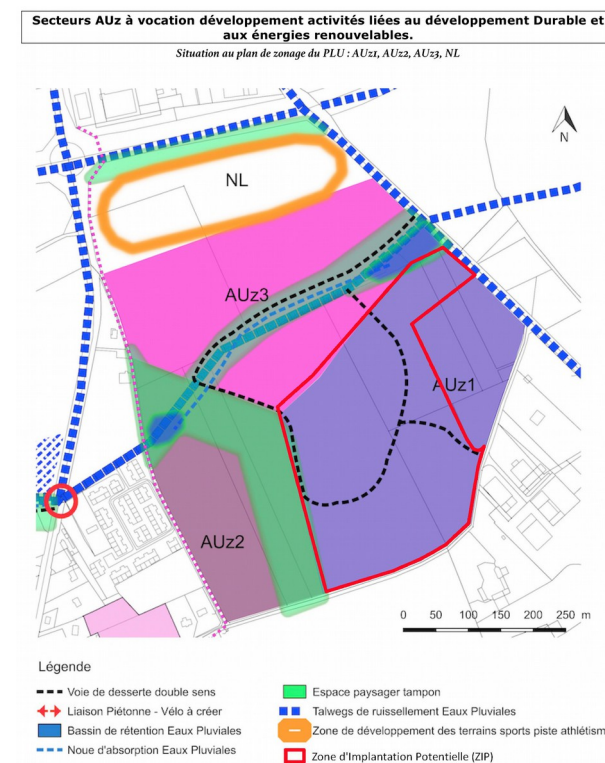 Secteurs AUz à vocation développement activités liées au développement Durable et
aux énergies renouvelables.
Situation au plan de zonage du PLU : AUz1, AUz2, AUz3, NL
N
NL
AUz3
AUz1
AUz2
0 50 100 150 200 250 m
Légende
Voie de desserte double sens
Liaison Piétonne - Vélo à créer
Bassin de rétention Eaux Pluviales
Noue d'absorption Eaux Pluviales
Espace paysager tampon
Talwegs de ruissellement Eaux Pluviales
Zone de développement des terrains sports piste athlétism
Zone d'Implantation Potentielle (ZIP)